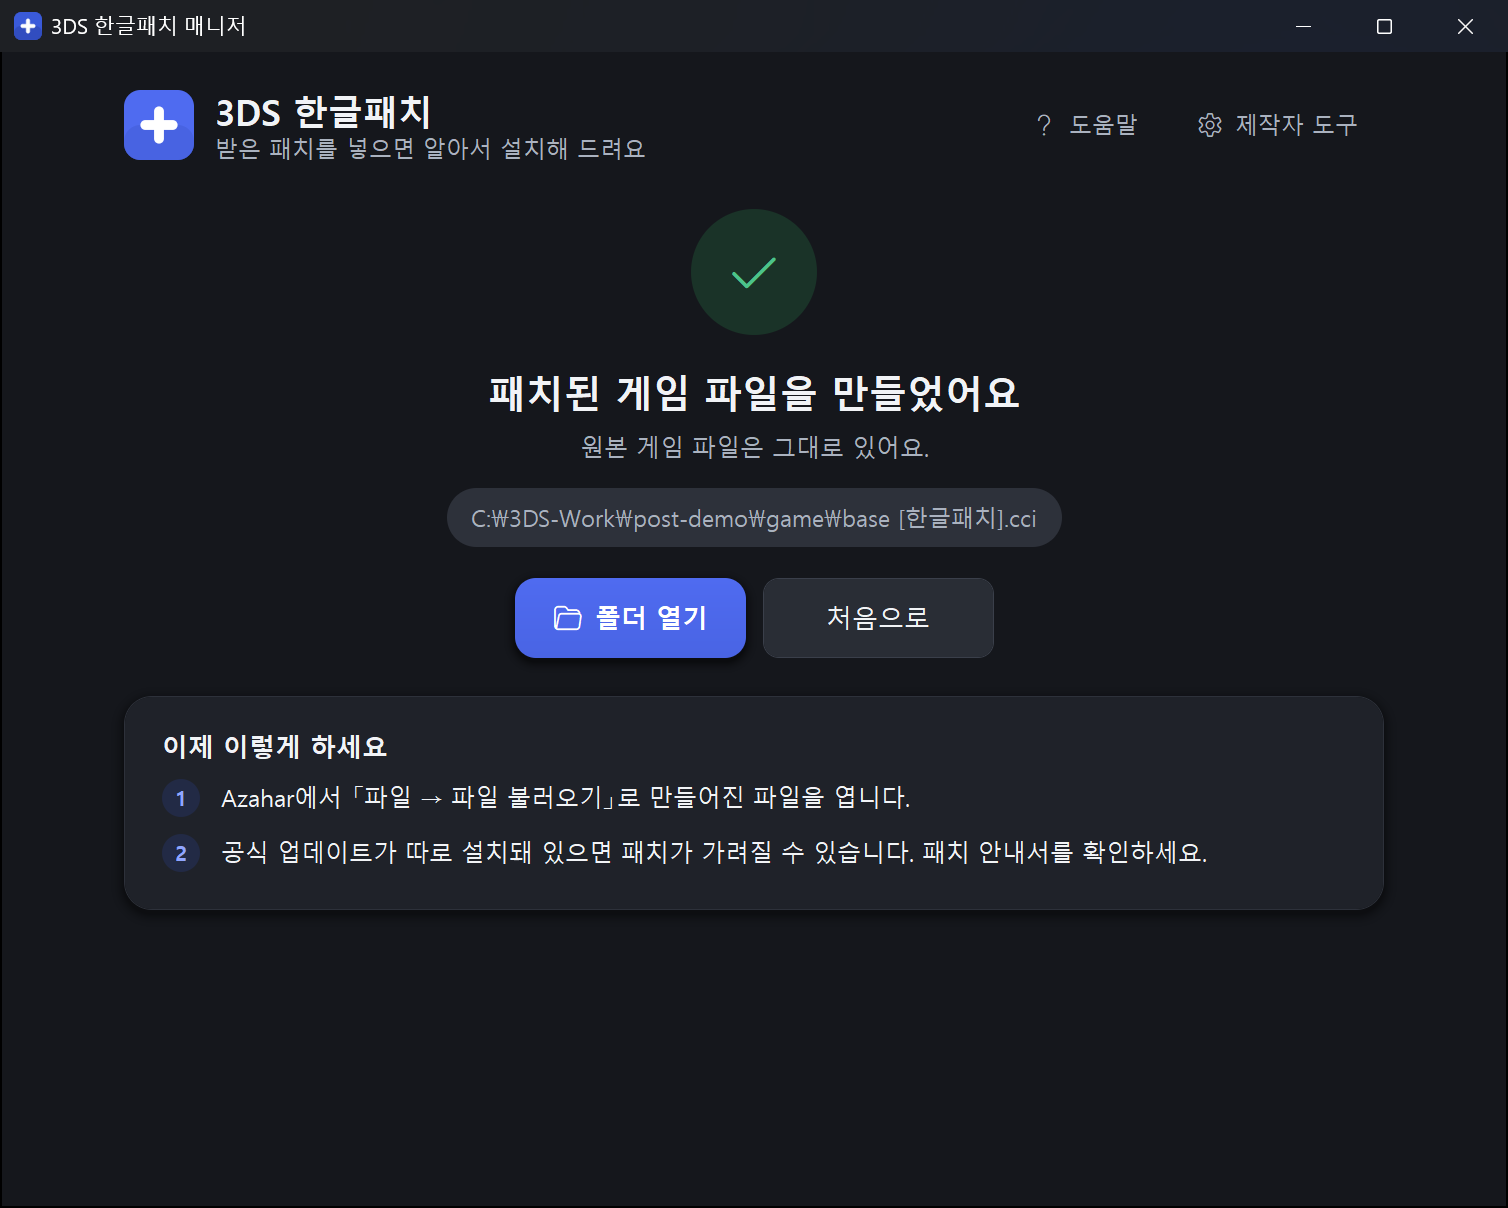 3DS 한글패치 매니저
3DS 한글패치
받은 패치를 넣으면 알아서 설치해 드려요
? 도움말
제작자 도구
패치된 게임 파일을 만들었어요
원본 게임 파일은 그대로 있어요.
C:₩3DS-Work₩post-demo₩game₩base [한글패치].cci
폴더 열기
처음으로
이제 이렇게 하세요
1 Azahar에서 「파일 → 파일 불러오기」로 만들어진 파일을 엽니다.
2 공식 업데이트가 따로 설치돼 있으면 패치가 가려질 수 있습니다. 패치 안내서를 확인하세요.